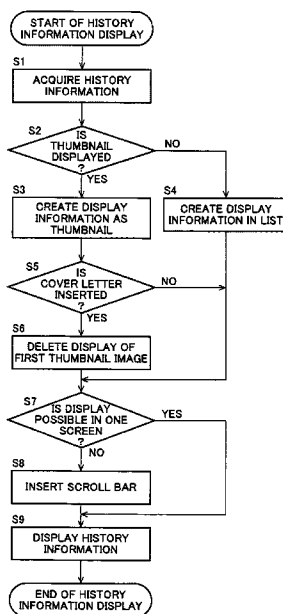 START OF HISTORY
INFORMATION DISPLAY
S1
ACQUIRE HISTORY
INFORMATION
S2
IS
THUMBNAIL
DISPLAYED
?
NO
YES
S3
CREATE DISPLAY
INFORMATION AS
THUMBNAIL
S4
CREATE DISPLAY
INFORMATION IN LIST
S5
IS
COVER LETTER
INSERTED
?
NO
YES
S6
DELETE DISPLAY OF
FIRST THUMBNAIL IMAGE
S7
IS DISPLAY
POSSIBLE IN ONE
SCREEN
?
YES
NO
S8
INSERT SCROLL BAR
S9
DISPLAY HISTORY
INFORMATION
END OF HISTORY
INFORMATION DISPLAY